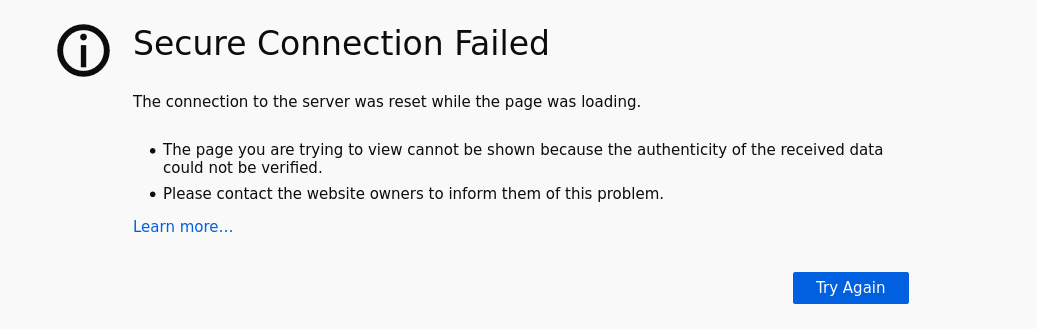 Secure Connection Failed
The connection to the server was reset while the page was loading.
• The page you are trying to view cannot be shown because the authenticity of the received data
could not be verified.
• Please contact the website owners to inform them of this problem.
Learn more…
Try Again